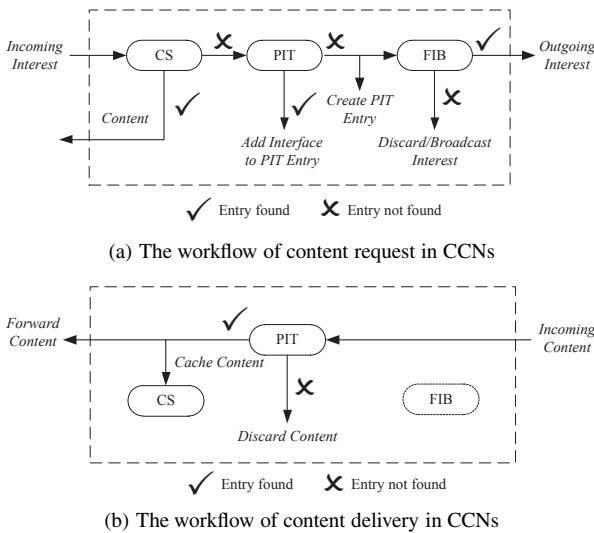 Incoming
Interest
CS
PIT
FIB
Outgoing
Interest
Content
Create PIT
Entry
Add Interface
to PIT Entry
Discard/Broadcast
Interest
Entry found
Entry not found
(a) The workflow of content request in CCNs
Forward
Content
PIT
Incoming
Content
Cache Content
CS
FIB
Discard Content
Entry found
Entry not found
(b) The workflow of content delivery in CCNs